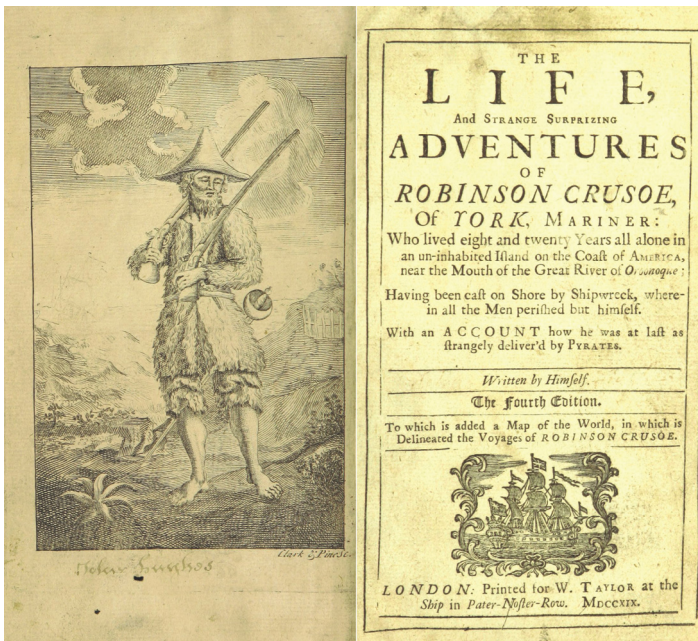 Clark & Pine Sc.
THE
LIFE,
And STRANGE SURPRIZING
ADVENTURES
OF
ROBINSON CRUSOE,
Of YORK, MARINER:
Who lived eight and twenty Years all alone in
an un-inhabited Iſland on the Coaſt of AMERICA,
near the Mouth of the Great River of Oroonoque;
Having been caſt on Shore by Shipwreck, where-
in all the Men periſhed but himſelf.
With an ACCOUNT how he was at laſt as
ſtrangely deliver'd by PYRATES.
Written by Himſelf.
The Fourth Edition.
To which is added a Map of the World, in which is
Delineated the Voyages of ROBINSON CRUSOE.
LONDON: Printed for W. TAYLOR at the
Ship in Pater-Noſter-Row. MDCCXIX.